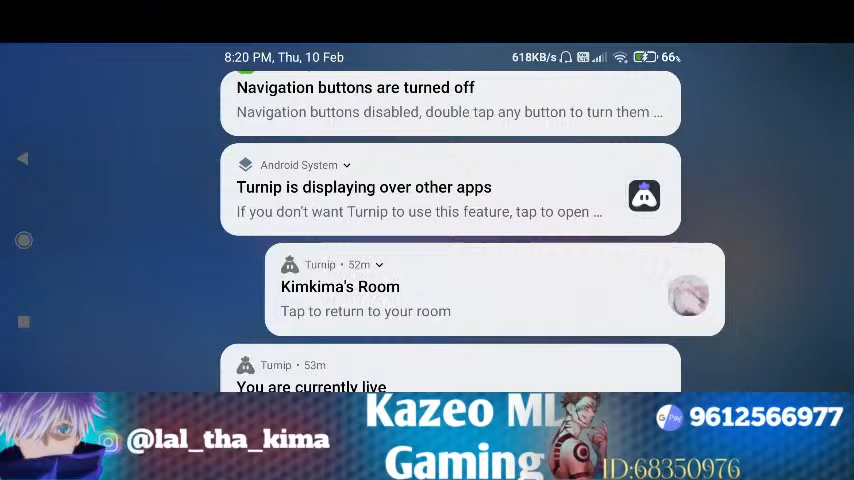 8:20 PM, Thu, 10 Feb
618KB/s 66%
Navigation buttons are turned off
Navigation buttons disabled, double tap any button to turn them ...
Android System
Turnip is displaying over other apps
If you don't want Turnip to use this feature, tap to open ...
Turnip • 52m
Kimkima's Room
Tap to return to your room
Turnip • 53m
You are currently live
@lal_tha_kima
Kazeo ML
Gaming
G Pay 9612566977
ID:68350976